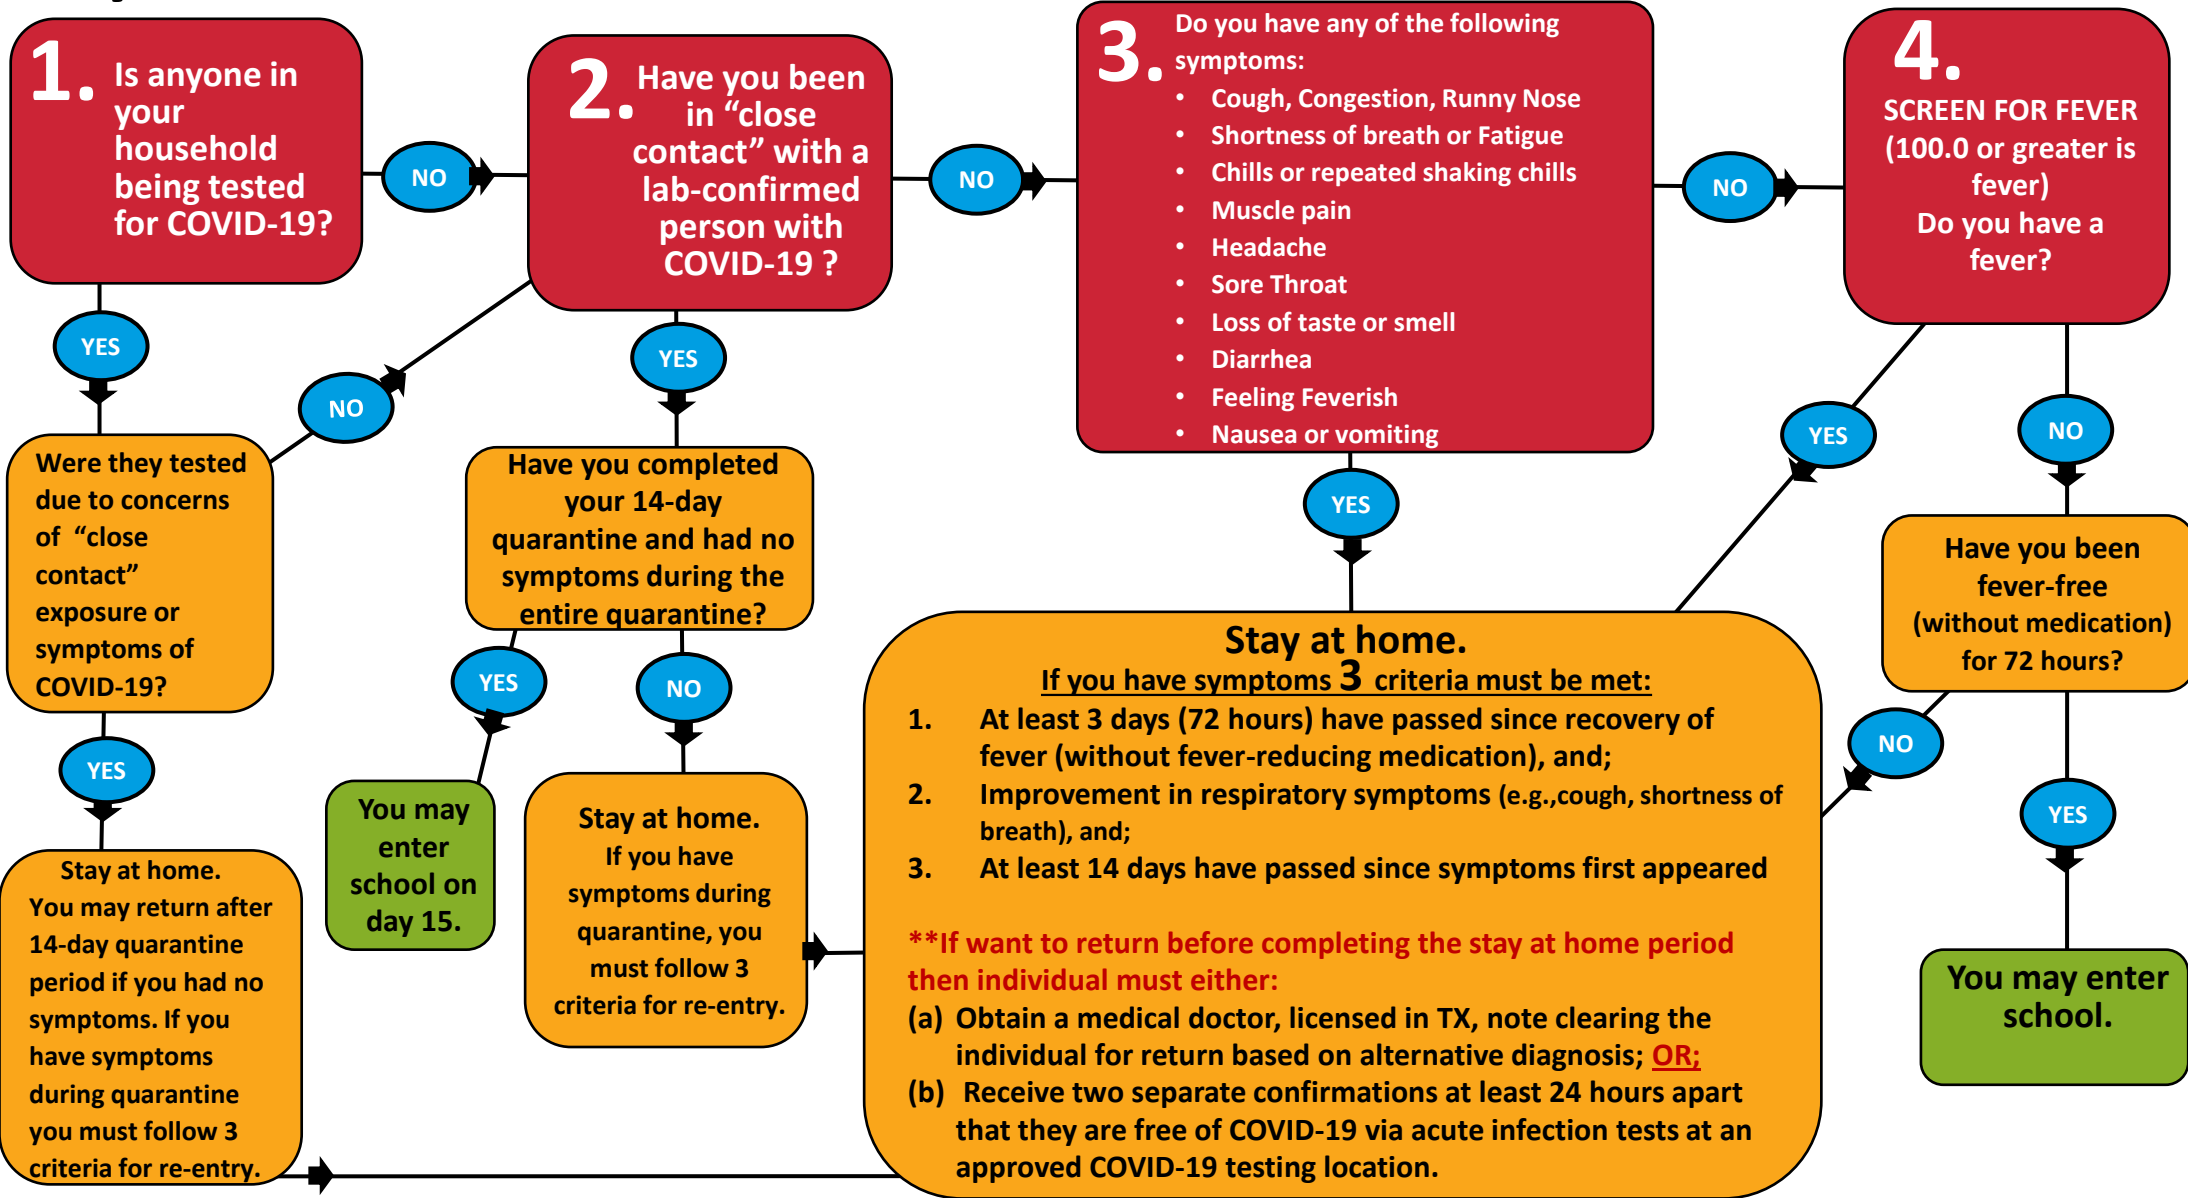 1.
Is anyone in
your
household
being tested
for COVID-19?
NO
2.
Have you been
in “close
contact” with a
lab-confirmed
person with
COVID-19 ?
NO
3.
Do you have any of the following
symptoms:
• Cough, Congestion, Runny Nose
• Shortness of breath or Fatigue
• Chills or repeated shaking chills
• Muscle pain
• Headache
• Sore Throat
• Loss of taste or smell
• Diarrhea
• Feeling Feverish
• Nausea or vomiting
NO
4.
SCREEN FOR FEVER
(100.0 or greater is
fever)
Do you have a
fever?
YES
NO
YES
YES
YES
NO
Were they tested
due to concerns
of “close
contact”
exposure or
symptoms of
COVID-19?
YES
Stay at home.
You may return after
14-day quarantine
period if you had no
symptoms. If you
have symptoms
during quarantine
you must follow 3
criteria for re-entry.
Have you completed
your 14-day
quarantine and had no
symptoms during the
entire quarantine?
YES
NO
You may
enter
school on
day 15.
Stay at home.
If you have
symptoms during
quarantine, you
must follow 3
criteria for re-entry.
Stay at home.
If you have symptoms 3 criteria must be met:
1. At least 3 days (72 hours) have passed since recovery of
fever (without fever-reducing medication), and;
2. Improvement in respiratory symptoms (e.g.,cough, shortness of
breath), and;
3. At least 14 days have passed since symptoms first appeared
**If want to return before completing the stay at home period
then individual must either:
(a) Obtain a medical doctor, licensed in TX, note clearing the
individual for return based on alternative diagnosis; OR;
(b) Receive two separate confirmations at least 24 hours apart
that they are free of COVID-19 via acute infection tests at an
approved COVID-19 testing location.
Have you been
fever-free
(without medication)
for 72 hours?
NO
YES
You may enter
school.